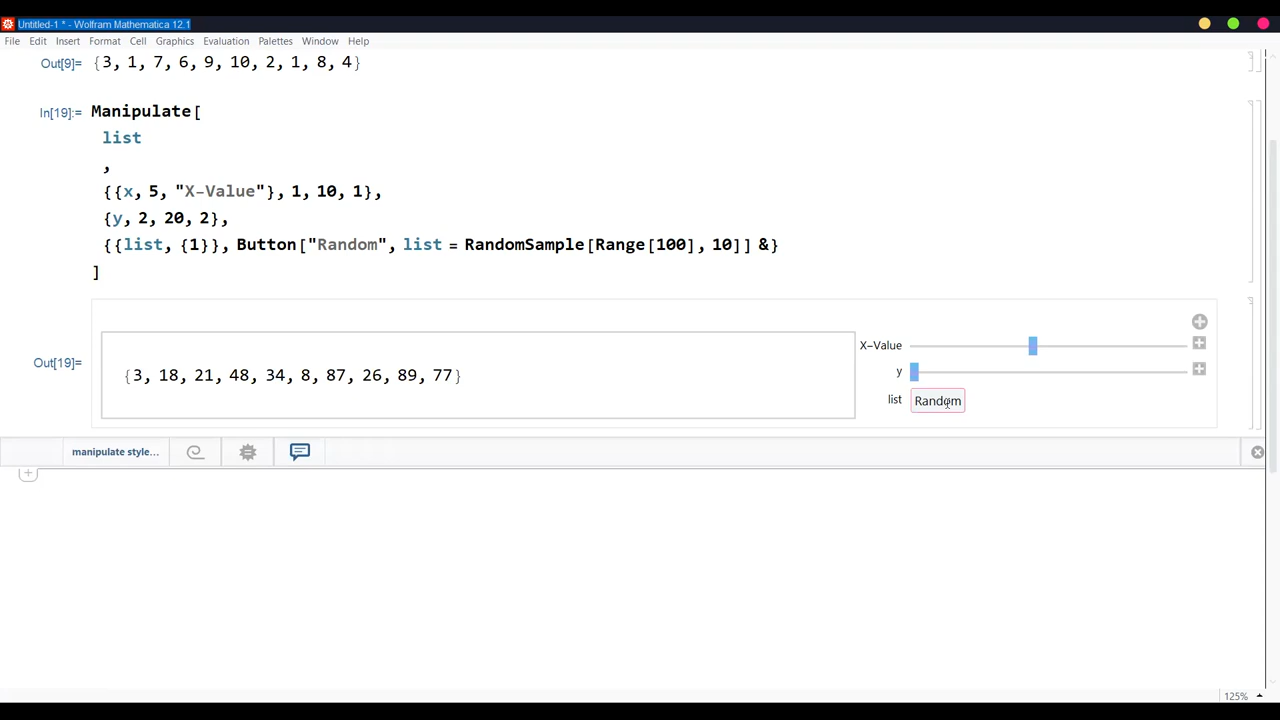 Untitled-1 * - Wolfram Mathematica 12.1
File Edit Insert Format Cell Graphics Evaluation Palettes Window Help
Out[9]= {3, 1, 7, 6, 9, 10, 2, 1, 8, 4}
In[19]:= Manipulate[
list
,
{{x, 5, "X-Value"}, 1, 10, 1},
{y, 2, 20, 2},
{{list, {1}}, Button["Random", list = RandomSample[Range[100], 10]] &}
]
X-Value
Out[19]= {3, 18, 21, 48, 34, 8, 87, 26, 89, 77}
y
list Random
manipulate style...
125%